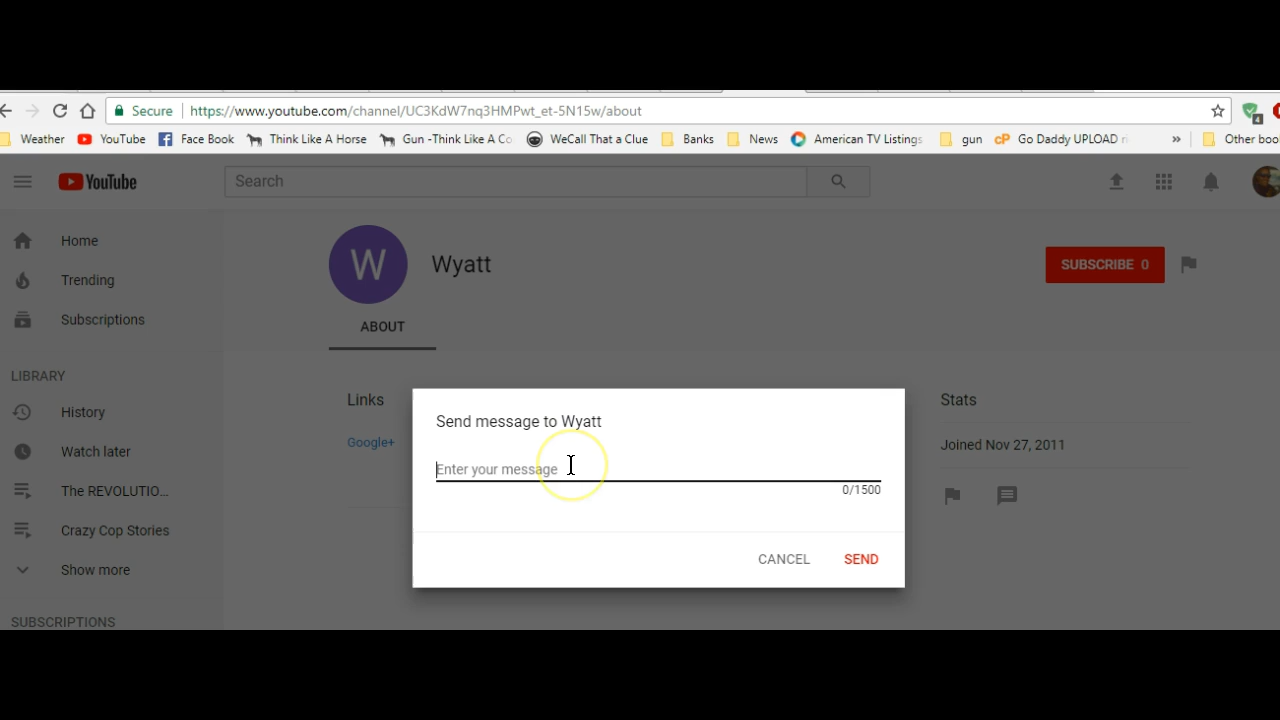 Secure https://www.youtube.com/channel/UC3KdW7nq3HMPwt_et-5N15w/about
4
Weather YouTube Face Book Think Like A Horse Gun -Think Like A Co WeCall That a Clue Banks News American TV Listings gun cP Go Daddy UPLOAD » Other boo
YouTube Search
Home
Trending
Subscriptions
LIBRARY
History
Watch later
The REVOLUTIO...
Crazy Cop Stories
Show more
SUBSCRIPTIONS
W Wyatt SUBSCRIBE 0
ABOUT
Links
Google+
Send message to Wyatt
Enter your message
0/1500
CANCEL SEND
Stats
Joined Nov 27, 2011